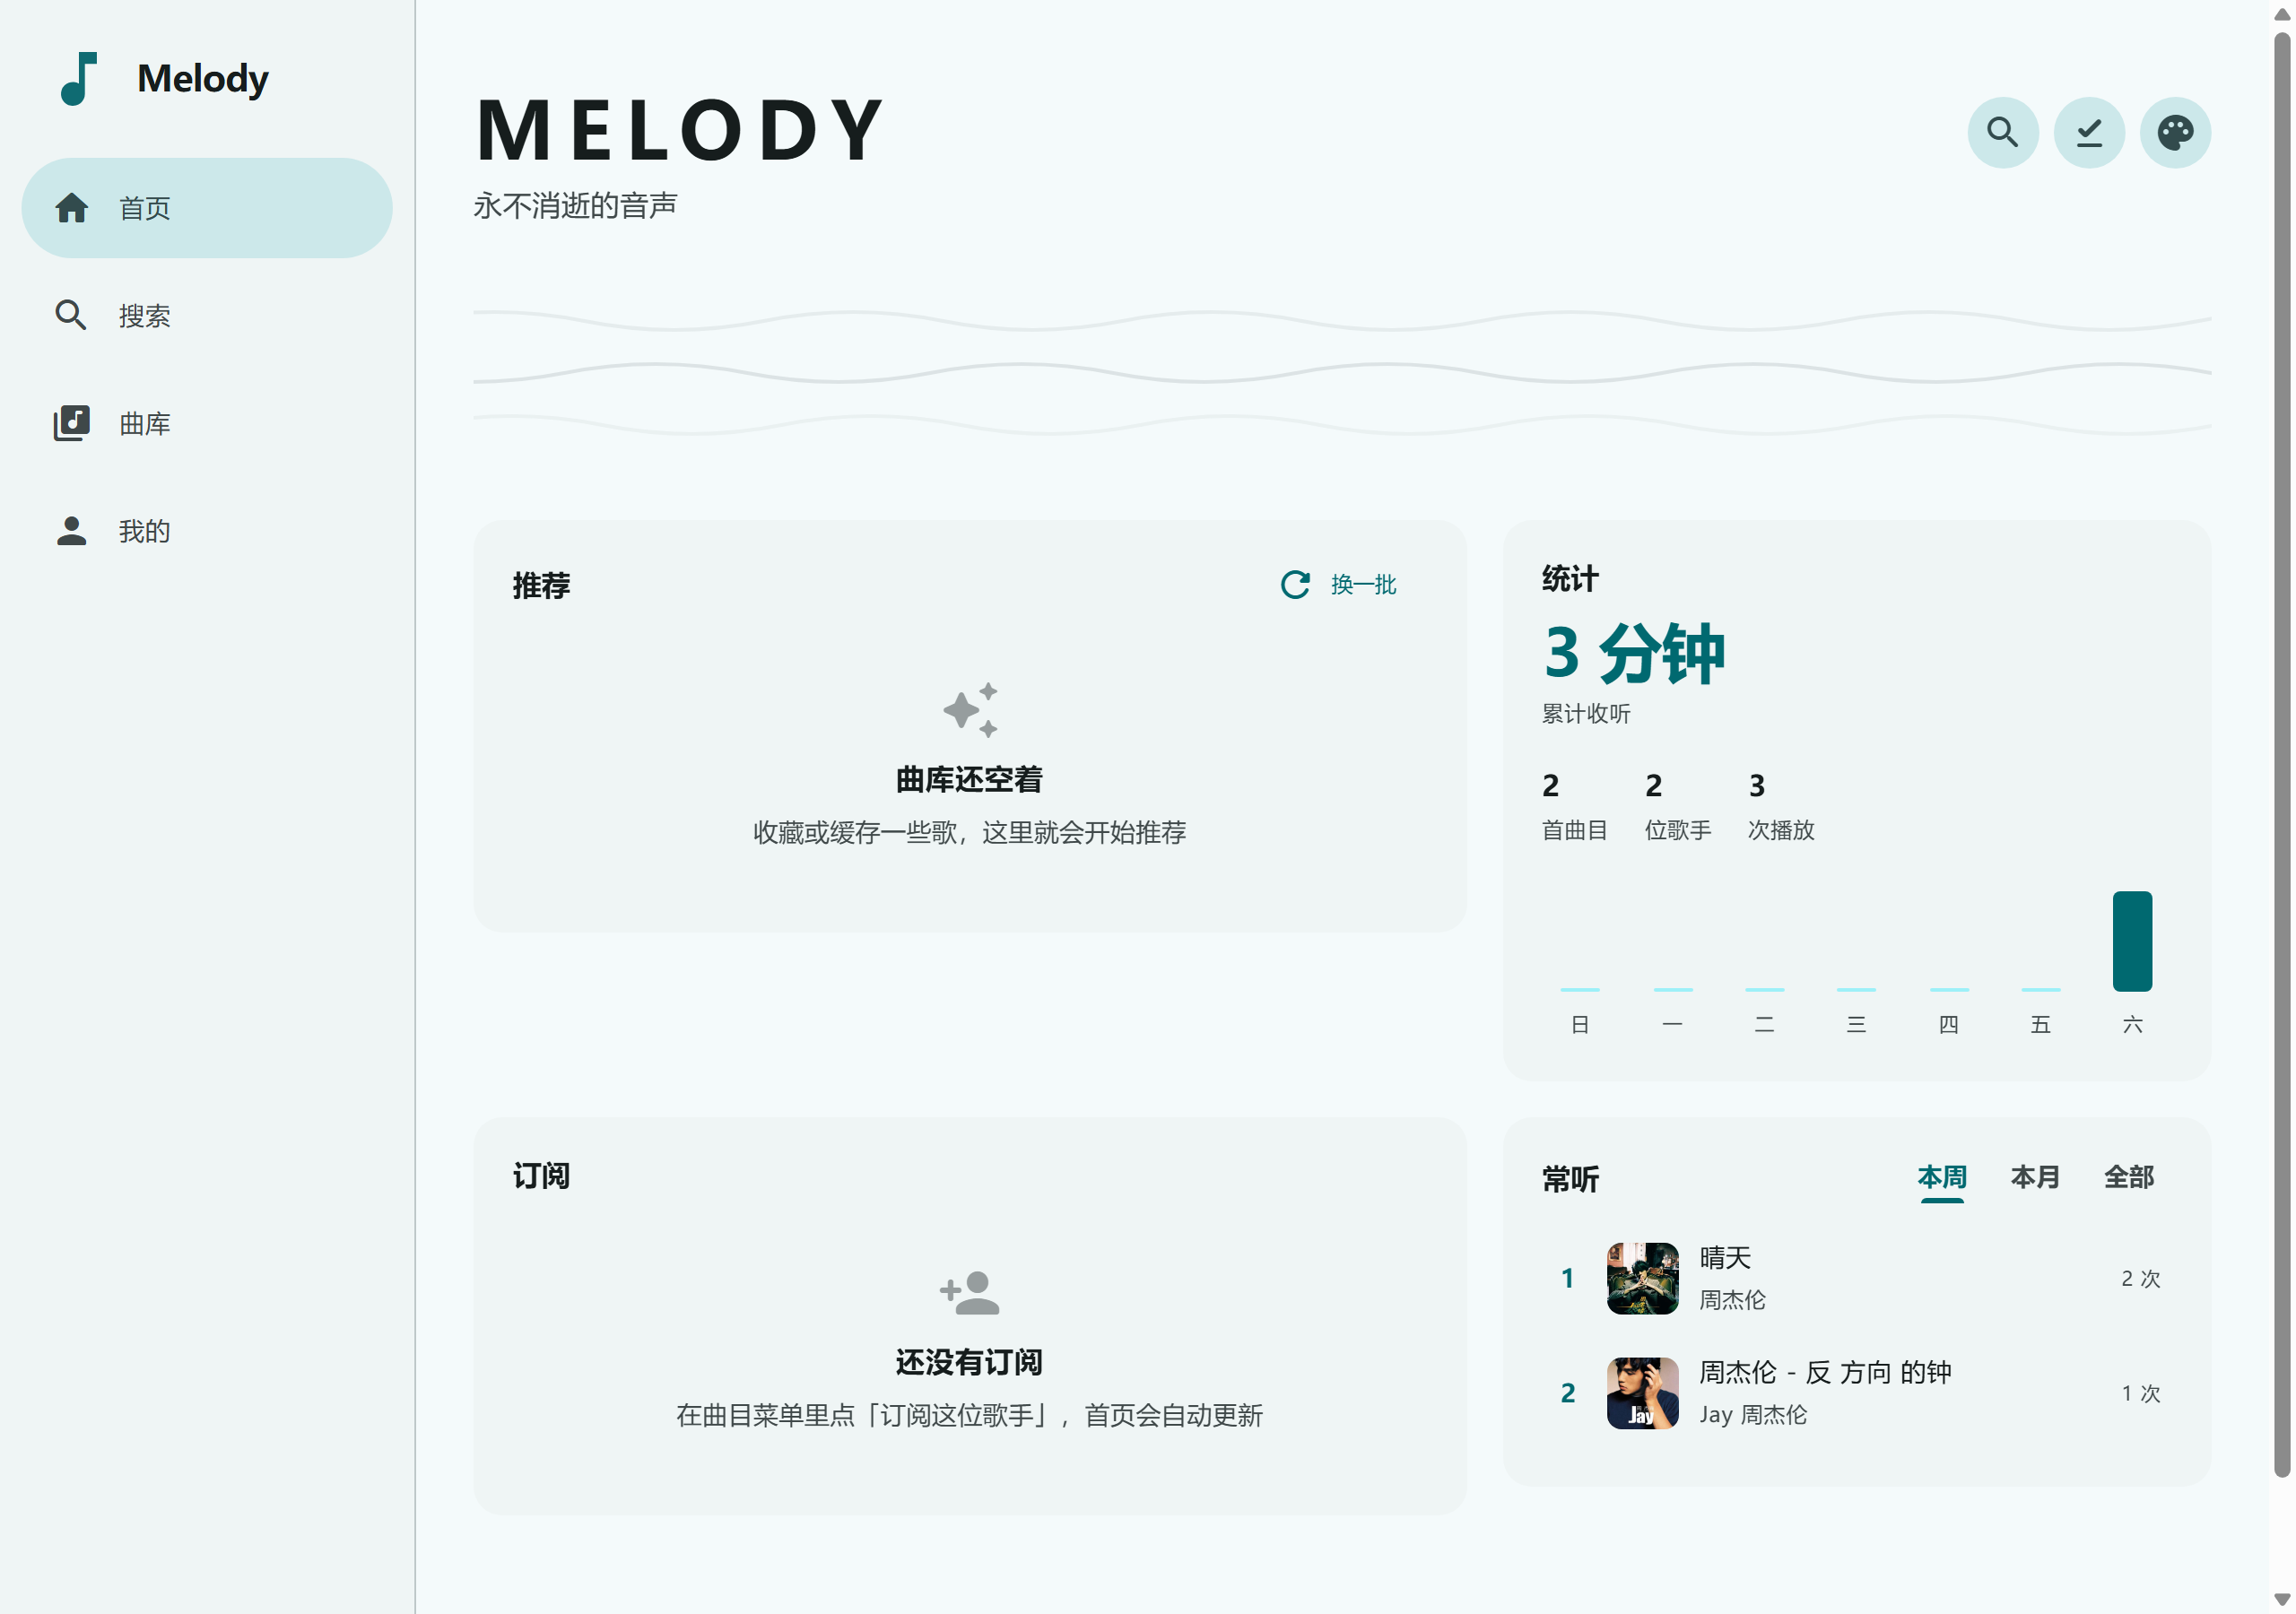 Melody
首页
搜索
曲库
我的
MELODY
永不消逝的音声
推荐
换一批
曲库还空着
收藏或缓存一些歌，这里就会开始推荐
统计
3 分钟
累计收听
2 2 3
首曲目 位歌手 次播放
日 一 二 三 四 五 六
订阅
还没有订阅
在曲目菜单里点「订阅这位歌手」，首页会自动更新
常听 本周 本月 全部
1 晴天 2 次
周杰伦
2 周杰伦 - 反 方向 的钟 1 次
Jay 周杰伦
Jay